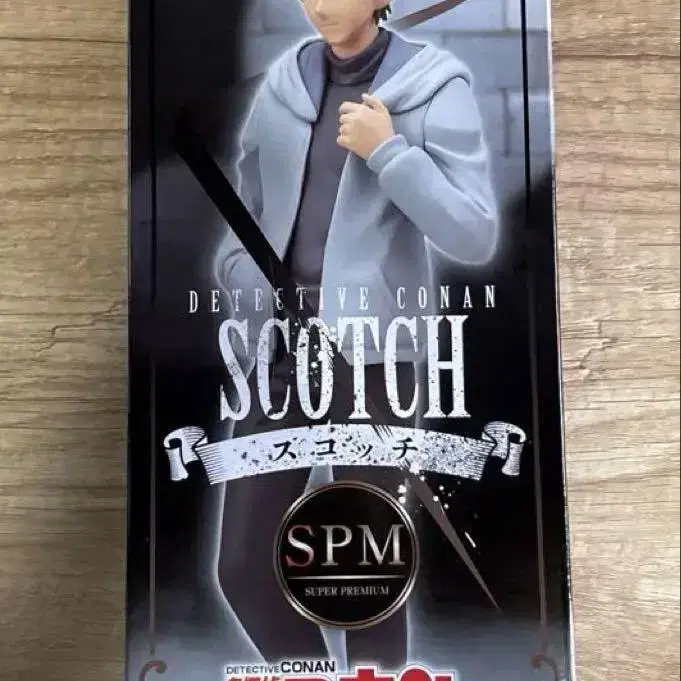 DETECTIVE CONAN
SCOTCH
スコッチ
SPM
SUPER PREMIUM
DETECTIVE CONAN